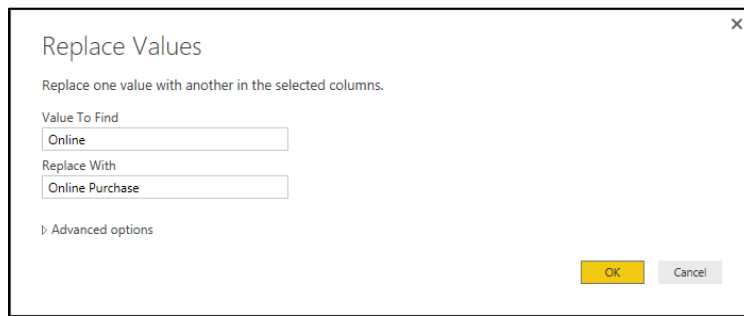 Replace Values
Replace one value with another in the selected columns.
Value To Find
Online
Replace With
Online Purchase
Advanced options
OK Cancel